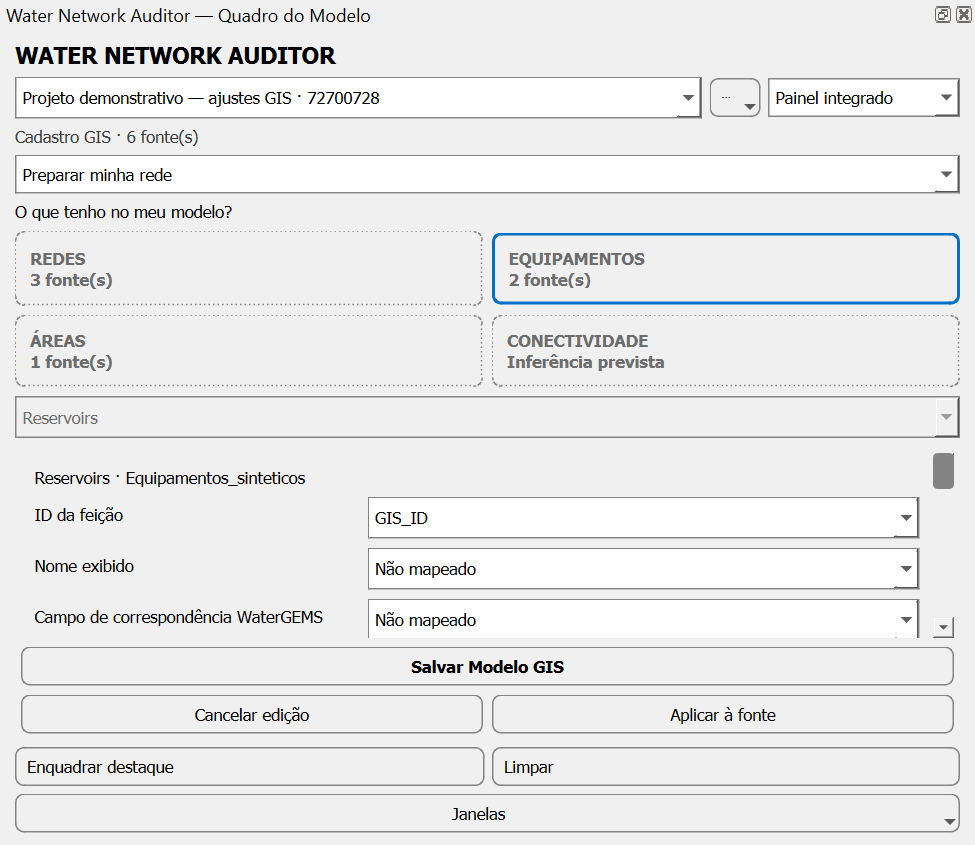 Water Network Auditor — Quadro do Modelo
WATER NETWORK AUDITOR
Projeto demonstrativo — ajustes GIS · 72700728
...
Painel integrado
Cadastro GIS · 6 fonte(s)
Preparar minha rede
O que tenho no meu modelo?
REDES
3 fonte(s)
EQUIPAMENTOS
2 fonte(s)
ÁREAS
1 fonte(s)
CONECTIVIDADE
Inferência prevista
Reservoirs
Reservoirs · Equipamentos_sinteticos
ID da feição
GIS_ID
Nome exibido
Não mapeado
Campo de correspondência WaterGEMS
Não mapeado
Salvar Modelo GIS
Cancelar edição
Aplicar à fonte
Enquadrar destaque
Limpar
Janelas